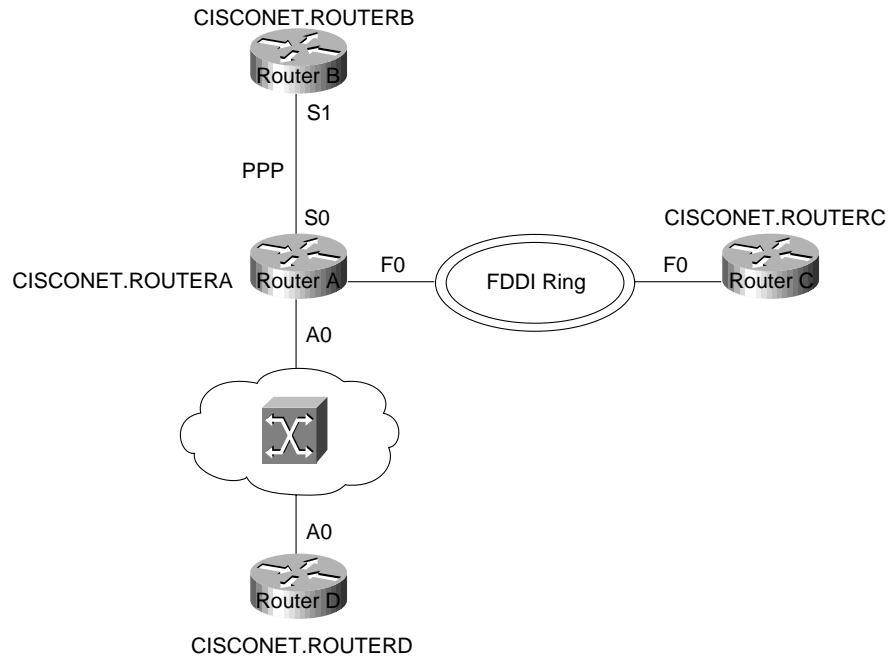 CISCONET.ROUTERB
Router B
S1
PPP
S0
CISCONET.ROUTERC
CISCONET.ROUTERA
Router A
F0
FDDI Ring
F0
Router C
A0
A0
Router D
CISCONET.ROUTERD